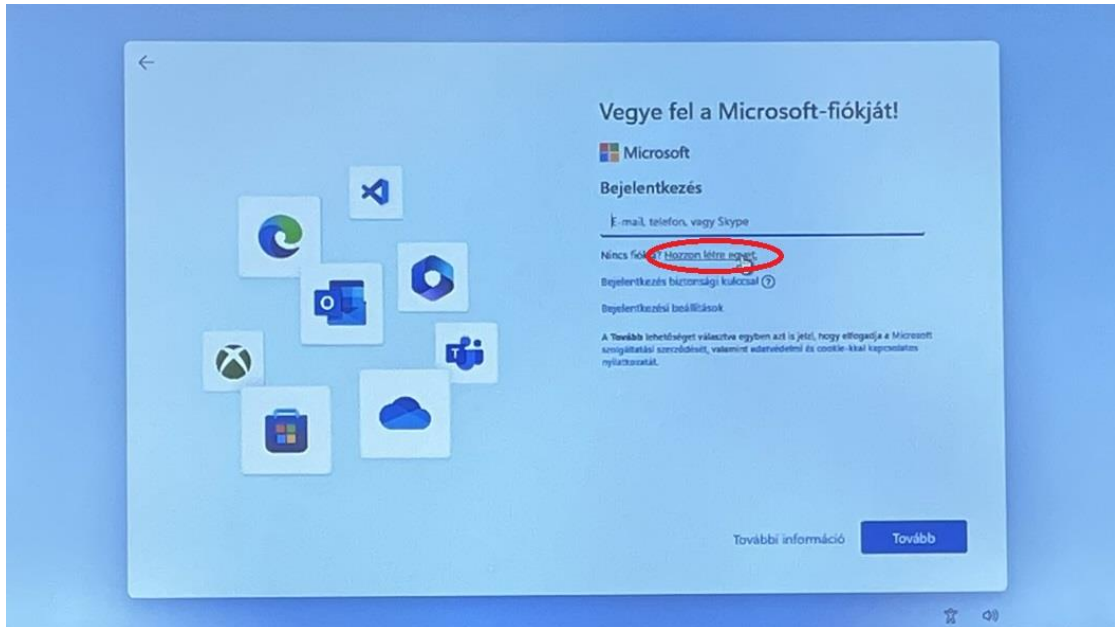 Vegye fel a Microsoft-fiókját!
Microsoft
Bejelentkezés
E-mail, telefon, vagy Skype
Nincs fiókja? Hozzon létre egyet.
Bejelentkezés biztonsági kulccsal ?
Bejelentkezési beállítások
A Tovább lehetőséget választva egyben azt is jelzi, hogy elfogadja a Microsoft
szolgáltatási szerződését, valamint adatvédelmi és cookie-kkal kapcsolatos
nyilatkozatát.
További információ
Tovább